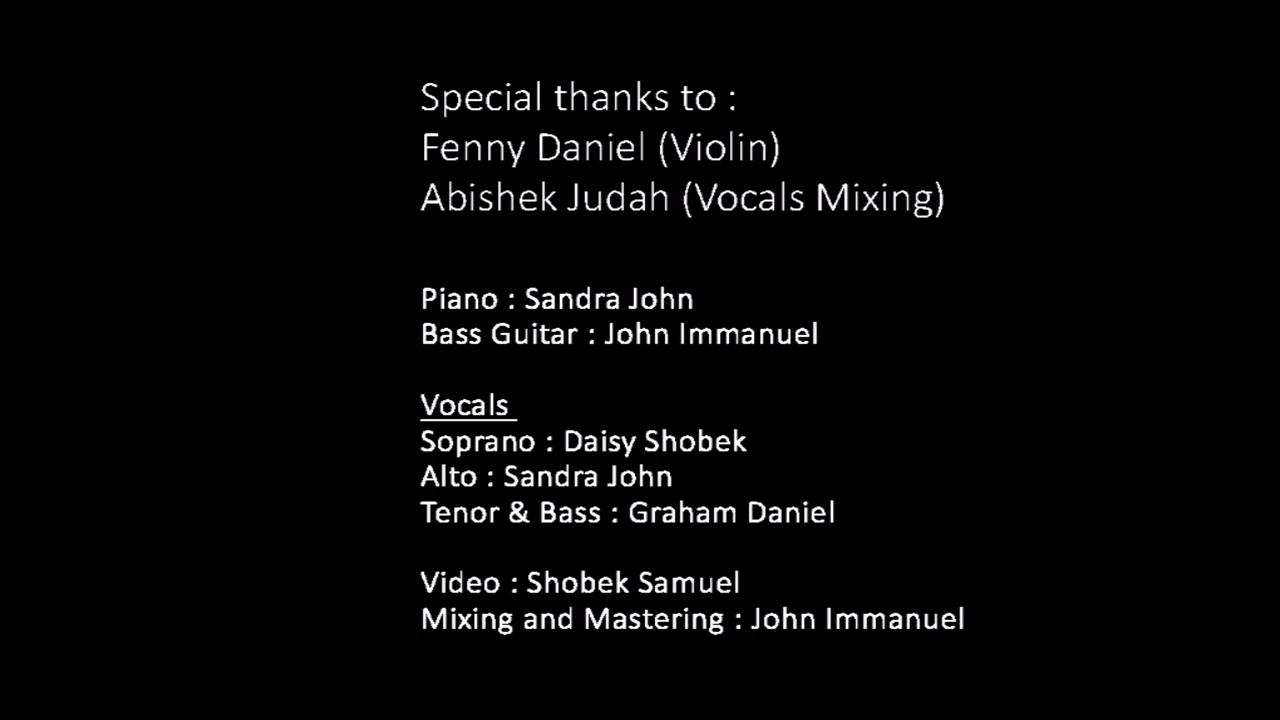 Special thanks to :
Fenny Daniel (Violin)
Abishek Judah (Vocals Mixing)
Piano : Sandra John
Bass Guitar : John Immanuel
Vocals
Soprano : Daisy Shobek
Alto : Sandra John
Tenor & Bass : Graham Daniel
Video : Shobek Samuel
Mixing and Mastering : John Immanuel